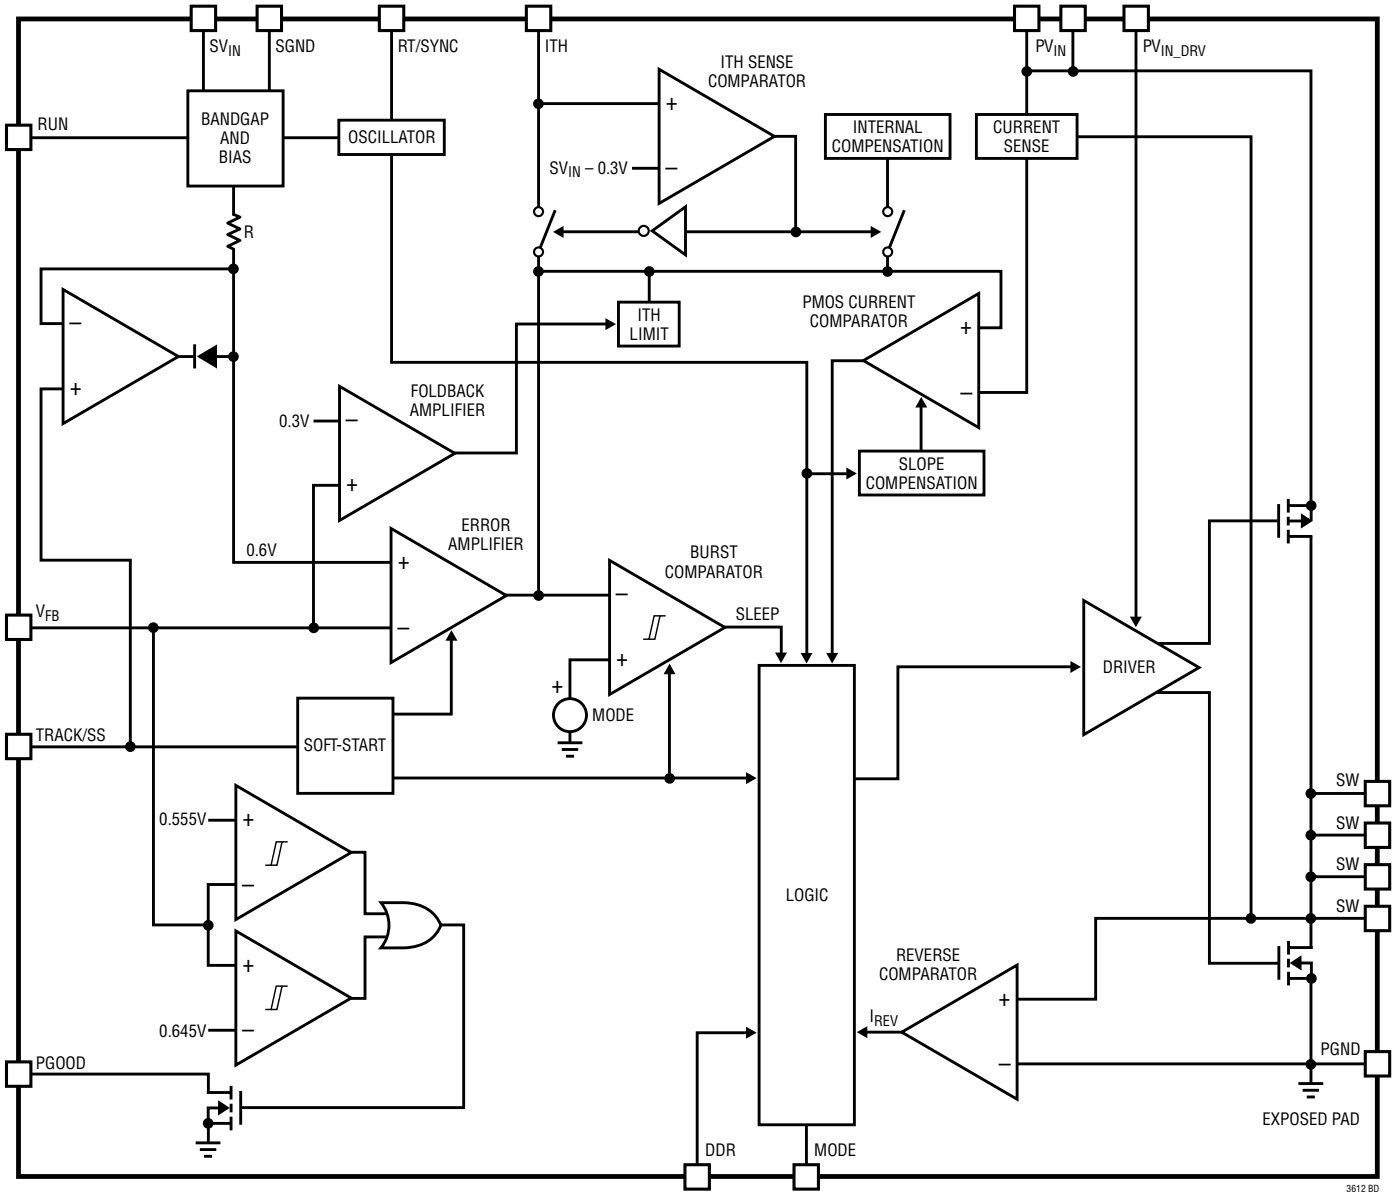 SVIN
SGND
RT/SYNC
ITH
PVIN
PVIN_DRV
ITH SENSE
COMPARATOR
RUN
BANDGAP
AND
BIAS
OSCILLATOR
+
INTERNAL
COMPENSATION
CURRENT
SENSE
SVIN – 0.3V
–
R
–
ITH
LIMIT
PMOS CURRENT
COMPARATOR
+
+
FOLDBACK
AMPLIFIER
–
0.3V
–
+
SLOPE
COMPENSATION
ERROR
AMPLIFIER
0.6V
+
BURST
COMPARATOR
–
SLEEP
VFB
–
+
DRIVER
+
MODE
TRACK/SS
SOFT-START
SW
0.555V
+
SW
SW
–
LOGIC
SW
+
REVERSE
COMPARATOR
+
0.645V
–
IREV
–
PGND
PGOOD
EXPOSED PAD
DDR
MODE
3612 BD